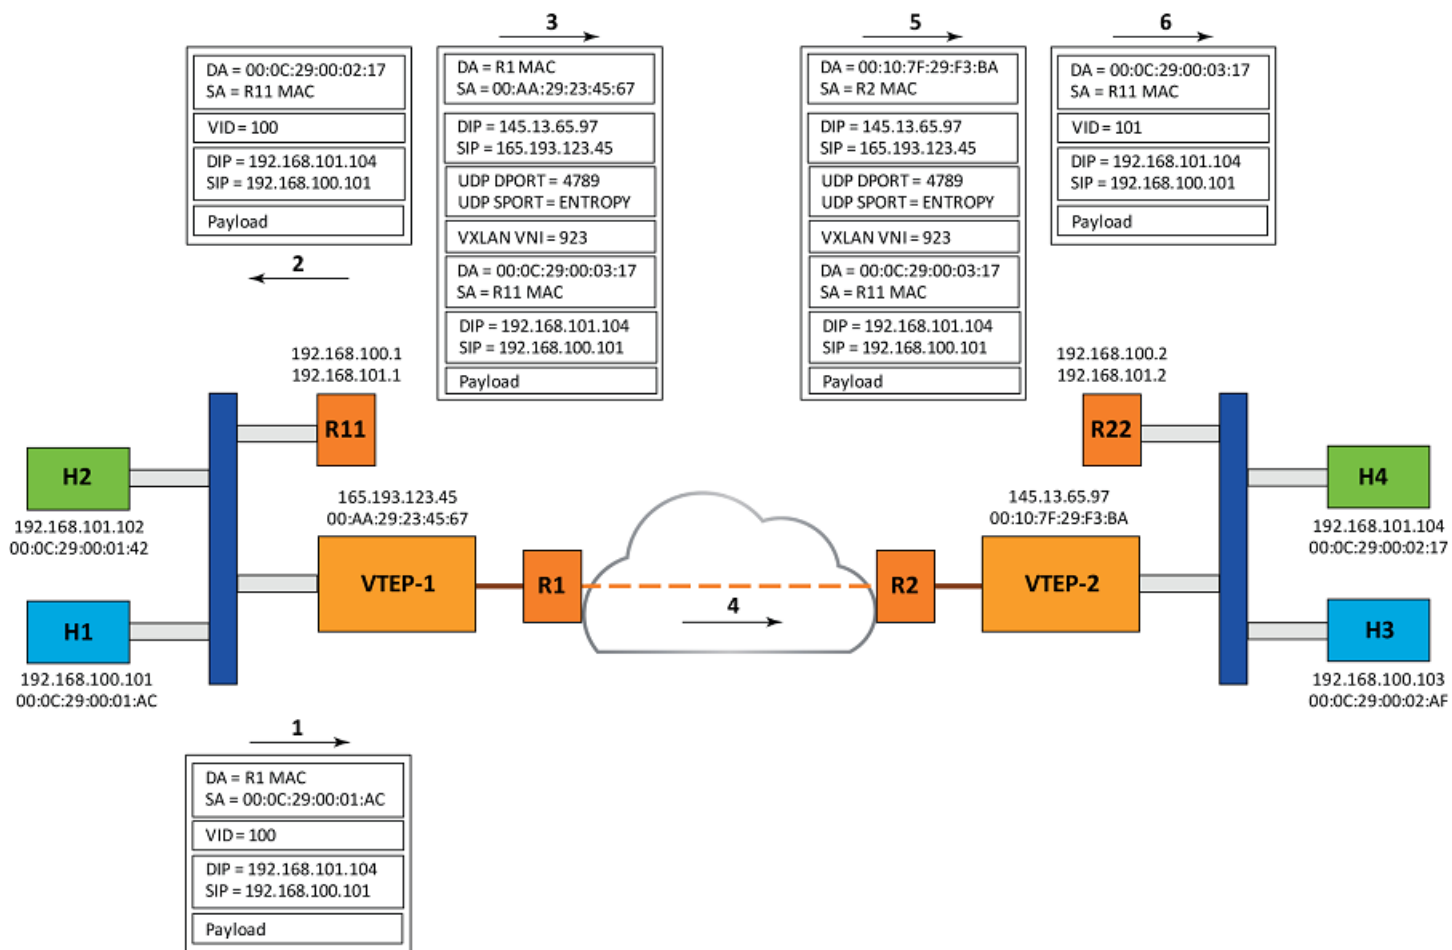 3
5
6
DA = 00:0C:29:00:02:17
SA = R11 MAC
VID = 100
DIP = 192.168.101.104
SIP = 192.168.100.101
Payload
2
DA = R1 MAC
SA = 00:AA:29:23:45:67
DIP = 145.13.65.97
SIP = 165.193.123.45
UDP DPORT = 4789
UDP SPORT = ENTROPY
VXLAN VNI = 923
DA = 00:0C:29:00:03:17
SA = R11 MAC
DIP = 192.168.101.104
SIP = 192.168.100.101
Payload
DA = 00:10:7F:29:F3:BA
SA = R2 MAC
DIP = 145.13.65.97
SIP = 165.193.123.45
UDP DPORT = 4789
UDP SPORT = ENTROPY
VXLAN VNI = 923
DA = 00:0C:29:00:03:17
SA = R11 MAC
DIP = 192.168.101.104
SIP = 192.168.100.101
Payload
DA = 00:0C:29:00:03:17
SA = R11 MAC
VID = 101
DIP = 192.168.101.104
SIP = 192.168.100.101
Payload
192.168.100.1
192.168.101.1
R11
192.168.100.2
192.168.101.2
R22
H2
192.168.101.102
00:0C:29:00:01:42
165.193.123.45
00:AA:29:23:45:67
VTEP-1
R1
4
R2
145.13.65.97
00:10:7F:29:F3:BA
VTEP-2
H4
192.168.101.104
00:0C:29:00:02:17
H1
192.168.100.101
00:0C:29:00:01:AC
H3
192.168.100.103
00:0C:29:00:02:AF
1
DA = R1 MAC
SA = 00:0C:29:00:01:AC
VID = 100
DIP = 192.168.101.104
SIP = 192.168.100.101
Payload